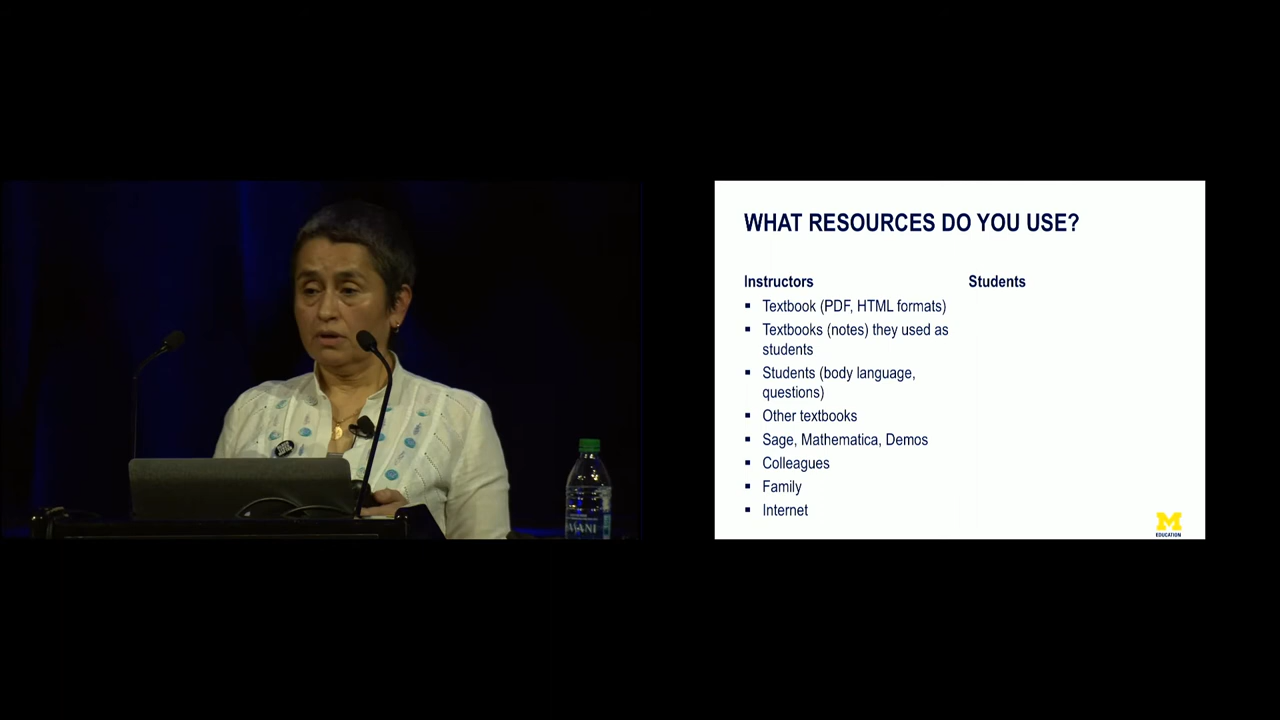 WHAT RESOURCES DO YOU USE?
Instructors
Textbook (PDF, HTML formats)
Textbooks (notes) they used as
students
Students (body language,
questions)
Other textbooks
Sage, Mathematica, Demos
Colleagues
Family
Internet
Students
M
EDUCATION